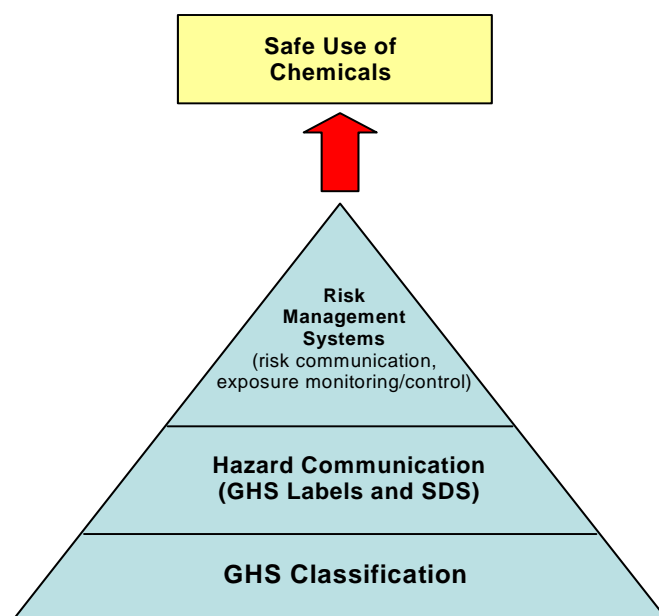 Safe Use of
Chemicals
Risk
Management
Systems
(risk communication,
exposure monitoring/control)
Hazard Communication
(GHS Labels and SDS)
GHS Classification